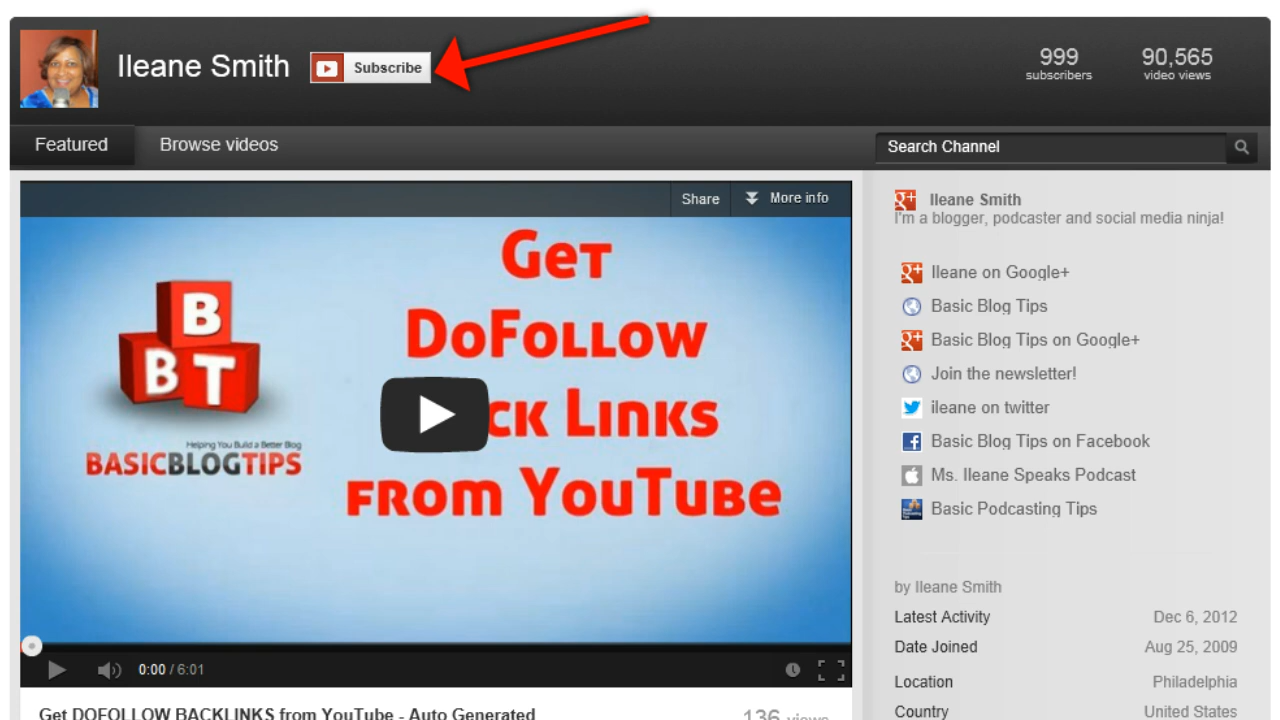 Ileane Smith
Subscribe
999
subscribers
90,565
video views
Featured
Browse videos
Search Channel
Share
More info
Get
DoFollow
ck Links
from YouTube
B
B T
Helping You Build a Better Blog
BASICBLOGTIPS
0:00 / 6:01
Get DOFOLLOW BACKLINKS from YouTube - Auto Generated
136 views
Ileane Smith
I'm a blogger, podcaster and social media ninja!
Ileane on Google+
Basic Blog Tips
Basic Blog Tips on Google+
Join the newsletter!
ileane on twitter
Basic Blog Tips on Facebook
Ms. Ileane Speaks Podcast
Basic Podcasting Tips
by Ileane Smith
Latest Activity Dec 6, 2012
Date Joined Aug 25, 2009
Location Philadelphia
Country United States